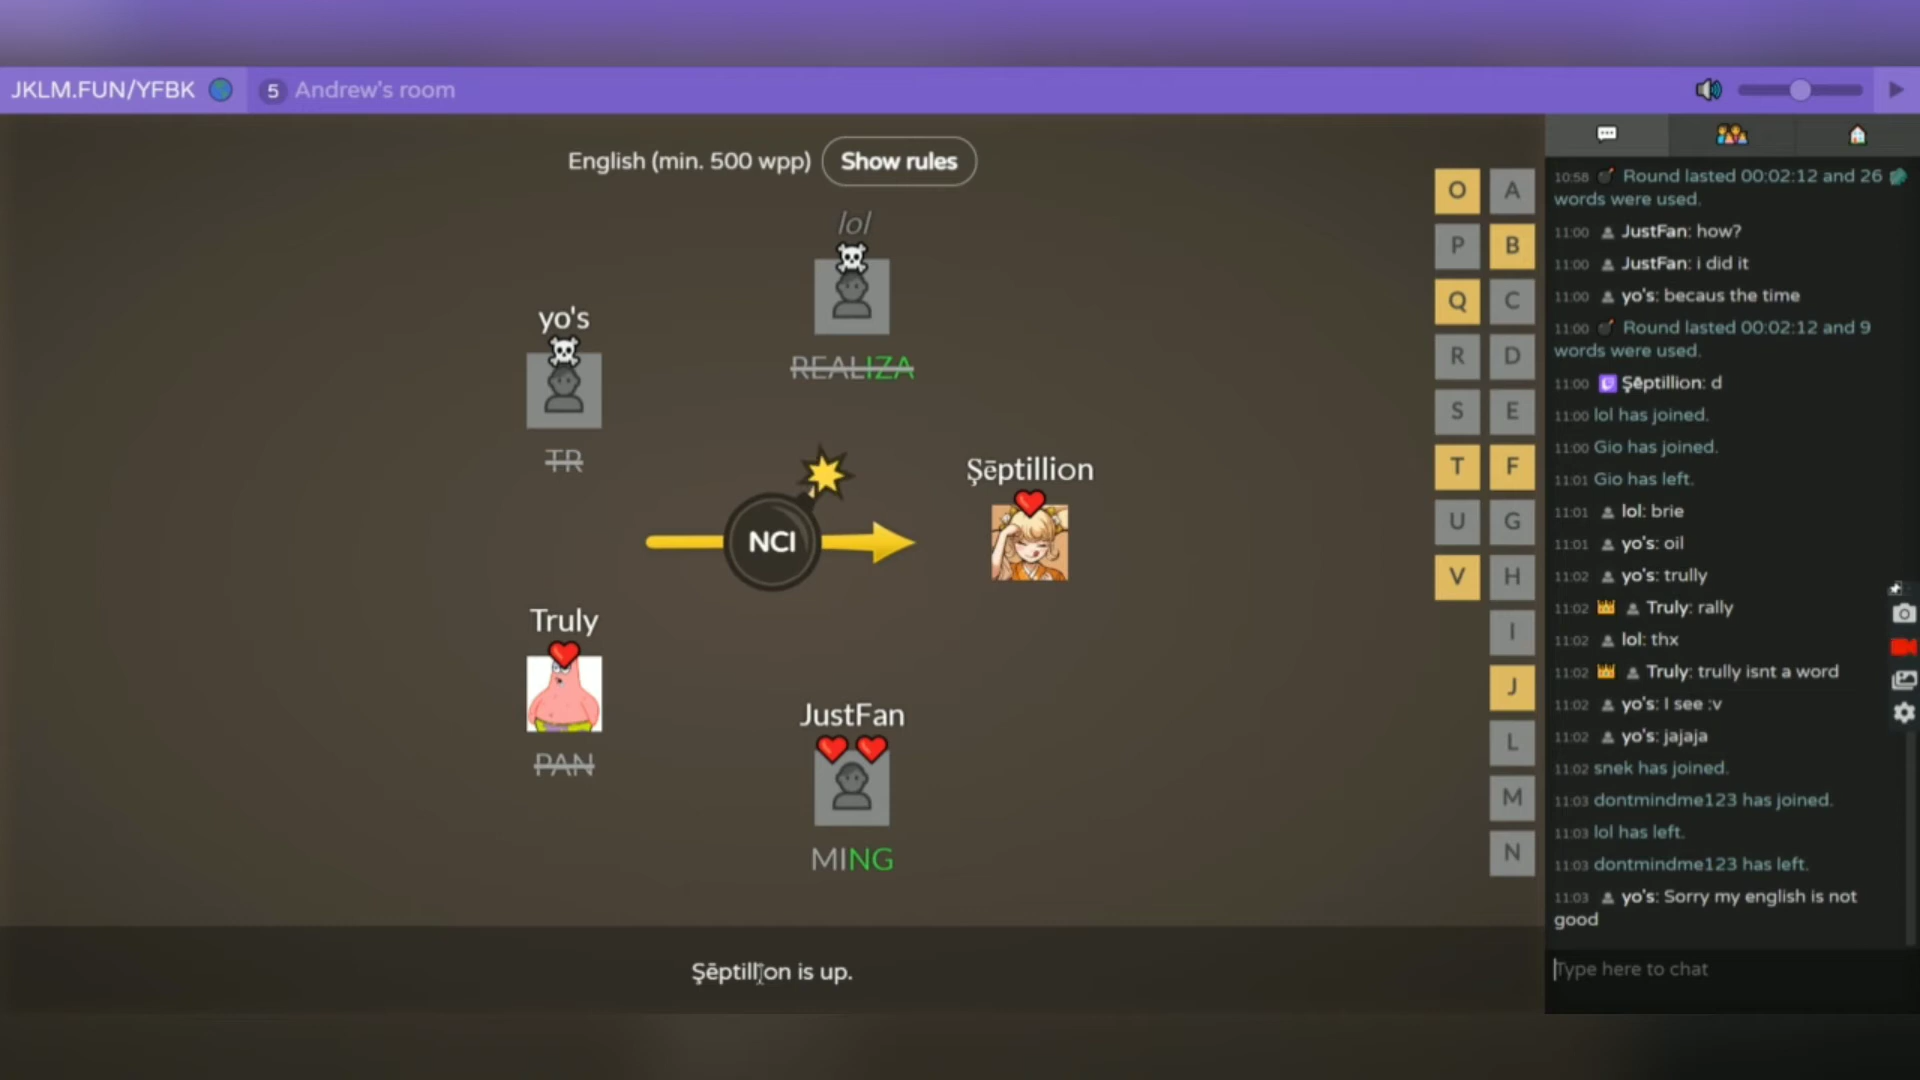 JKLM.FUN/YFBK
5 Andrew's room
English (min. 500 wpp) Show rules
lol
REALIZA
yo's
TR
NCI
Şēptillion
Truly
PAN
JustFan
MING
Şēptillion is up.
O A
P B
Q C
R D
S E
T F
U G
V H
I
J
L
M
N
10:58 Round lasted 00:02:12 and 26
words were used.
11:00 JustFan: how?
11:00 JustFan: i did it
11:00 yo's: becaus the time
11:00 Round lasted 00:02:12 and 9
words were used.
11:00 Şēptillion: d
11:00 lol has joined.
11:00 Gio has joined.
11:01 Gio has left.
11:01 lol: brie
11:01 yo's: oil
11:02 yo's: trully
11:02 Truly: rally
11:02 lol: thx
11:02 Truly: trully isnt a word
11:02 yo's: I see :v
11:02 yo's: jajaja
11:02 snek has joined.
11:03 dontmindme123 has joined.
11:03 lol has left.
11:03 dontmindme123 has left.
11:03 yo's: Sorry my english is not
good
Type here to chat